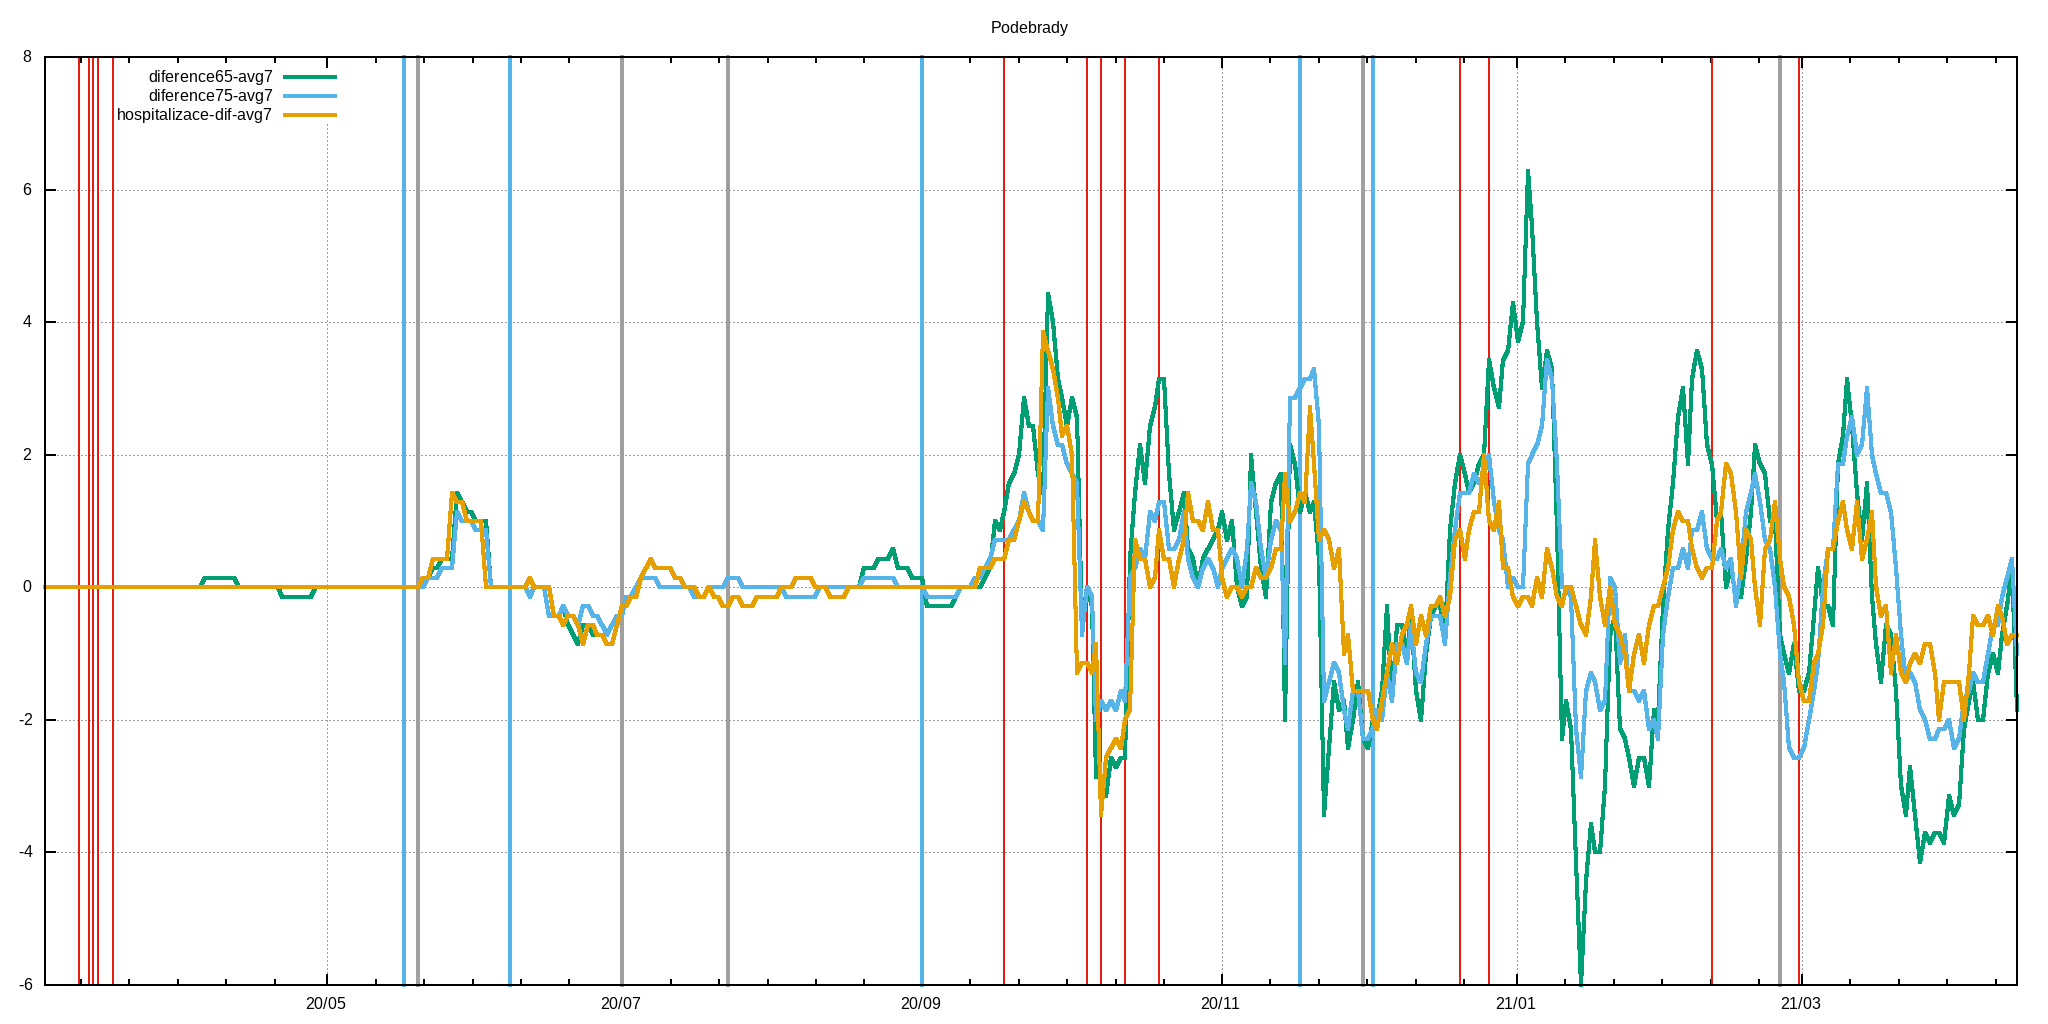 Podebrady
8
diference65-avg7
diference75-avg7
hospitalizace-dif-avg7
6
4
2
0
-2
-4
-6
20/05 20/07 20/09 20/11 21/01 21/03